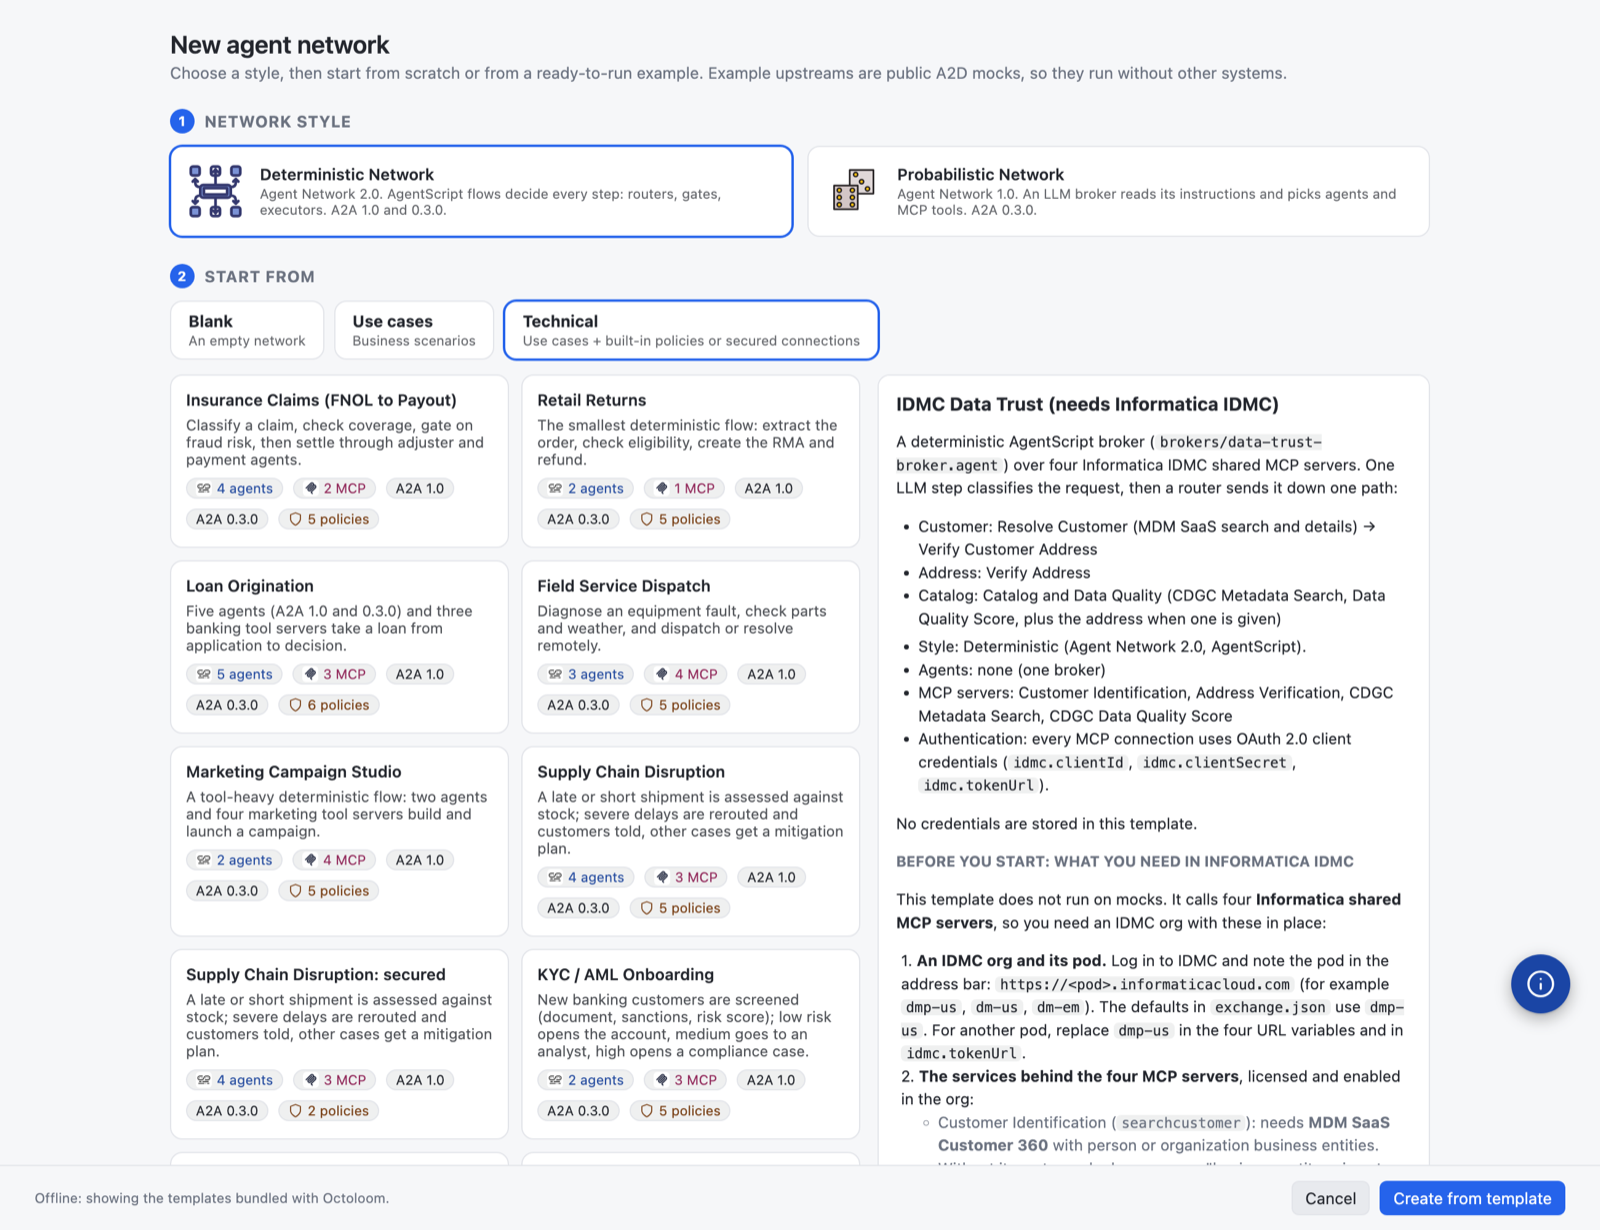 New agent network
Choose a style, then start from scratch or from a ready-to-run example. Example upstreams are public A2D mocks, so they run without other systems.
1 NETWORK STYLE
Deterministic Network
Agent Network 2.0. AgentScript flows decide every step: routers, gates,
executors. A2A 1.0 and 0.3.0.
Probabilistic Network
Agent Network 1.0. An LLM broker reads its instructions and picks agents and
MCP tools. A2A 0.3.0.
2 START FROM
Blank
An empty network
Use cases
Business scenarios
Technical
Use cases + built-in policies or secured connections
Insurance Claims (FNOL to Payout)
Classify a claim, check coverage, gate on
fraud risk, then settle through adjuster and
payment agents.
4 agents 2 MCP A2A 1.0
A2A 0.3.0 5 policies
Retail Returns
The smallest deterministic flow: extract the
order, check eligibility, create the RMA and
refund.
2 agents 1 MCP A2A 1.0
A2A 0.3.0 5 policies
Loan Origination
Five agents (A2A 1.0 and 0.3.0) and three
banking tool servers take a loan from
application to decision.
5 agents 3 MCP A2A 1.0
A2A 0.3.0 6 policies
Field Service Dispatch
Diagnose an equipment fault, check parts
and weather, and dispatch or resolve
remotely.
3 agents 4 MCP A2A 1.0
A2A 0.3.0 5 policies
Marketing Campaign Studio
A tool-heavy deterministic flow: two agents
and four marketing tool servers build and
launch a campaign.
2 agents 4 MCP A2A 1.0
A2A 0.3.0 5 policies
Supply Chain Disruption
A late or short shipment is assessed against
stock; severe delays are rerouted and
customers told, other cases get a mitigation
plan.
4 agents 3 MCP A2A 1.0
A2A 0.3.0 5 policies
Supply Chain Disruption: secured
A late or short shipment is assessed against
stock; severe delays are rerouted and
customers told, other cases get a mitigation
plan.
4 agents 3 MCP A2A 1.0
A2A 0.3.0 2 policies
KYC / AML Onboarding
New banking customers are screened
(document, sanctions, risk score); low risk
opens the account, medium goes to an
analyst, high opens a compliance case.
2 agents 3 MCP A2A 1.0
A2A 0.3.0 5 policies
IDMC Data Trust (needs Informatica IDMC)
A deterministic AgentScript broker ( brokers/data-trust-
broker.agent ) over four Informatica IDMC shared MCP servers. One
LLM step classifies the request, then a router sends it down one path:
• Customer: Resolve Customer (MDM SaaS search and details) →
Verify Customer Address
• Address: Verify Address
• Catalog: Catalog and Data Quality (CDGC Metadata Search, Data
Quality Score, plus the address when one is given)
• Style: Deterministic (Agent Network 2.0, AgentScript).
• Agents: none (one broker)
• MCP servers: Customer Identification, Address Verification, CDGC
Metadata Search, CDGC Data Quality Score
• Authentication: every MCP connection uses OAuth 2.0 client
credentials ( idmc.clientId , idmc.clientSecret ,
idmc.tokenUrl ).
No credentials are stored in this template.
BEFORE YOU START: WHAT YOU NEED IN INFORMATICA IDMC
This template does not run on mocks. It calls four Informatica shared
MCP servers, so you need an IDMC org with these in place:
1. An IDMC org and its pod. Log in to IDMC and note the pod in the
address bar: https://<pod>.informaticacloud.com (for example
dmp-us , dm-us , dm-em ). The defaults in exchange.json use dmp-
us . For another pod, replace dmp-us in the four URL variables and in
idmc.tokenUrl .
2. The services behind the four MCP servers, licensed and enabled
in the org:
◦ Customer Identification ( searchcustomer ): needs MDM SaaS
Customer 360 with person or organization business entities.
Offline: showing the templates bundled with Octoloom.
Cancel
Create from template